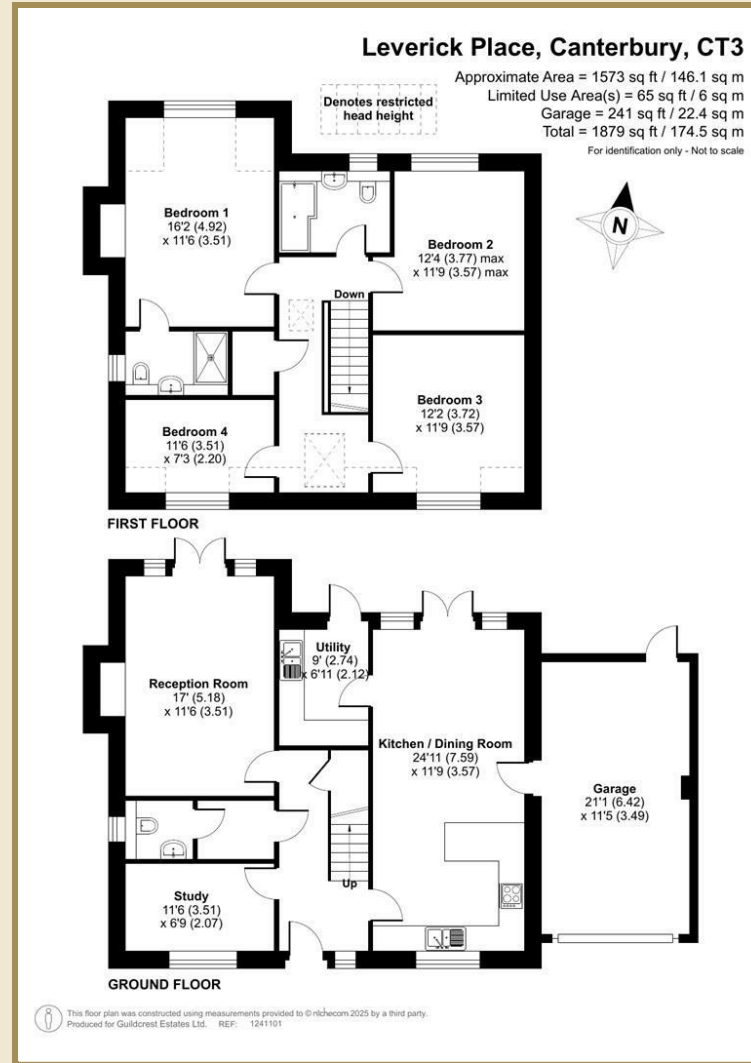 Leverick Place, Canterbury, CT3
Approximate Area = 1573 sq ft / 146.1 sq m
Limited Use Area(s) = 65 sq ft / 6 sq m
Garage = 241 sq ft / 22.4 sq m
Total = 1879 sq ft / 174.5 sq m
For identification only - Not to scale
Denotes restricted
head height
N
Bedroom 1
16'2 (4.92)
x 11'6 (3.51)
Bedroom 2
12'4 (3.77) max
x 11'9 (3.57) max
Down
Bedroom 3
12'2 (3.72)
x 11'9 (3.57)
Bedroom 4
11'6 (3.51)
x 7'3 (2.20)
FIRST FLOOR
Utility
9' (2.74)
x 6'11 (2.12)
Reception Room
17' (5.18)
x 11'6 (3.51)
Kitchen / Dining Room
24'11 (7.59)
x 11'9 (3.57)
Garage
21'1 (6.42)
x 11'5 (3.49)
Up
Study
11'6 (3.51)
x 6'9 (2.07)
GROUND FLOOR
This floor plan was constructed using measurements provided to © nichecom 2025 by a third party.
Produced for Guildcrest Estates Ltd. REF: 1241101